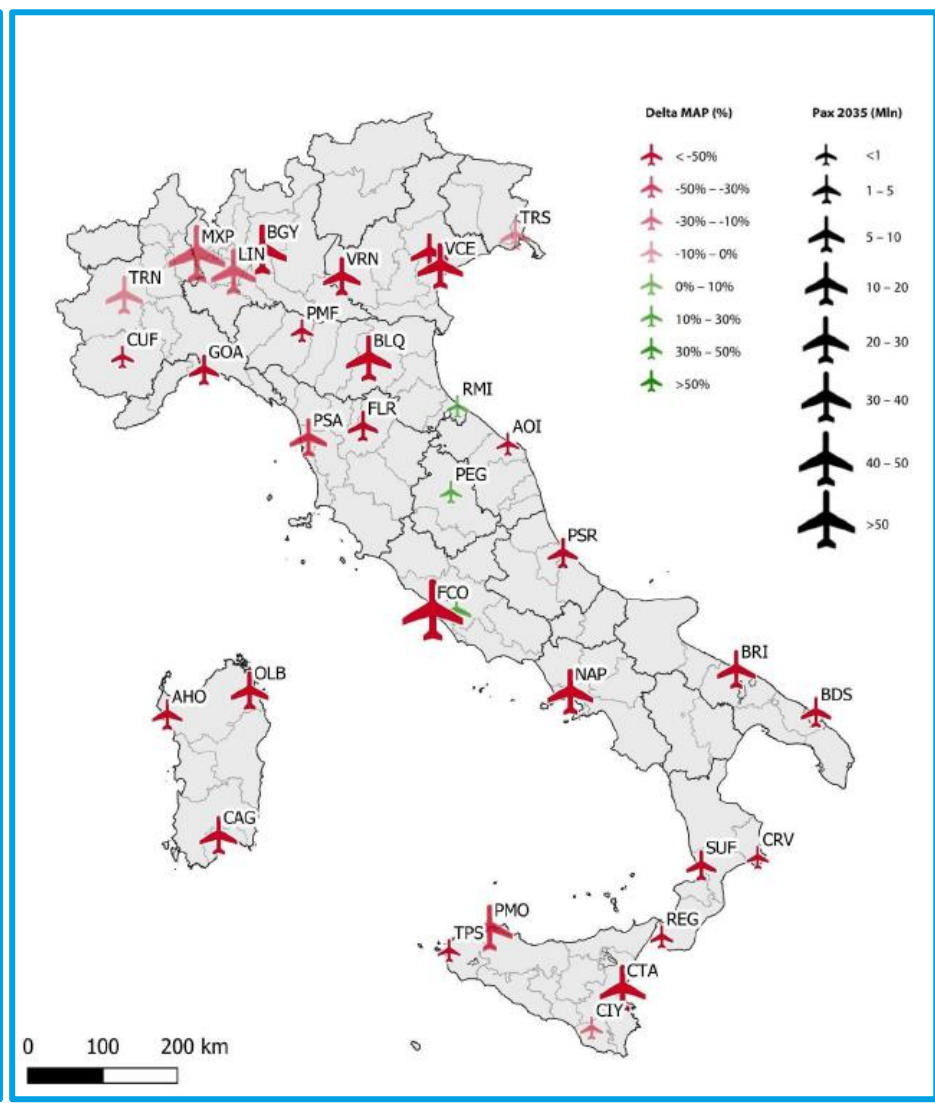 Delta MAP (%)
< -50%
-50% – -30%
-30% – -10%
-10% – 0%
0% – 10%
10% – 30%
30% – 50%
>50%
Pax 2035 (Mln)
<1
1 – 5
5 – 10
10 – 20
20 – 30
30 – 40
40 – 50
>50
TRS
MXP
BGY
LIN
VRN
VCE
TRN
PMF
CUF
GOA
BLQ
RMI
PSA
FLR
AOI
PEG
PSR
FCO
BRI
NAP
OLB
AHO
BDS
CAG
SUF
CRV
PMO
TPS
REG
CTA
CIY
0 100 200 km